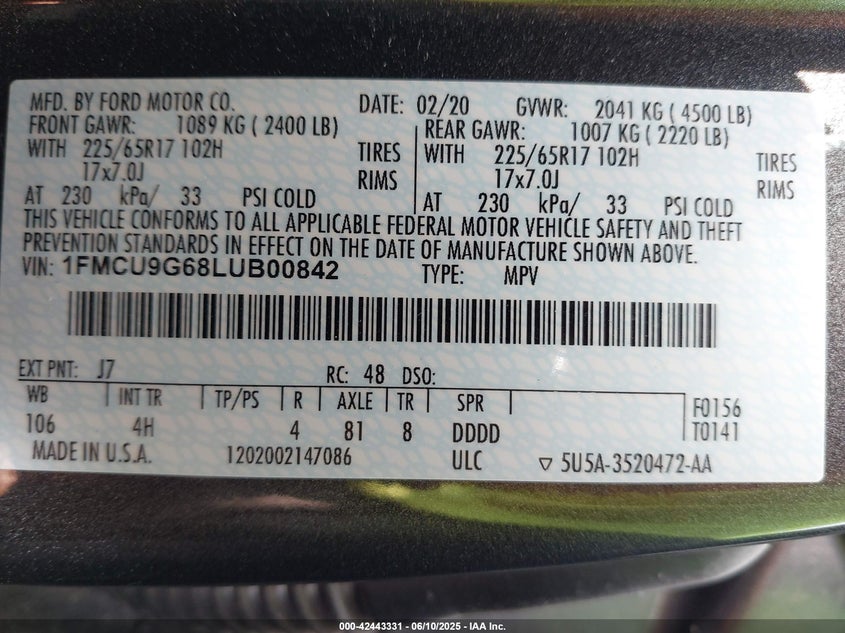 MFD. BY FORD MOTOR CO. DATE: 02/20 GVWR: 2041 KG ( 4500 LB)
FRONT GAWR: 1089 KG ( 2400 LB) REAR GAWR: 1007 KG ( 2220 LB)
WITH 225/65R17 102H TIRES WITH 225/65R17 102H TIRES
17x7.0J RIMS 17x7.0J RIMS
AT 230 kPa/ 33 PSI COLD AT 230 kPa/ 33 PSI COLD
THIS VEHICLE CONFORMS TO ALL APPLICABLE FEDERAL MOTOR VEHICLE SAFETY AND THEFT
PREVENTION STANDARDS IN EFFECT ON THE DATE OF MANUFACTURE SHOWN ABOVE.
VIN: 1FMCU9G68LUB00842 TYPE: MPV
EXT PNT: J7 RC: 48 DSO:
WB INT TR TP/PS R AXLE TR SPR F0156
106 4H 4 81 8 DDDD T0141
MADE IN U.S.A. 1202002147086 ULC ▽ 5U5A-3520472-AA
000-42443331 - 06/10/2025 - IAA Inc.